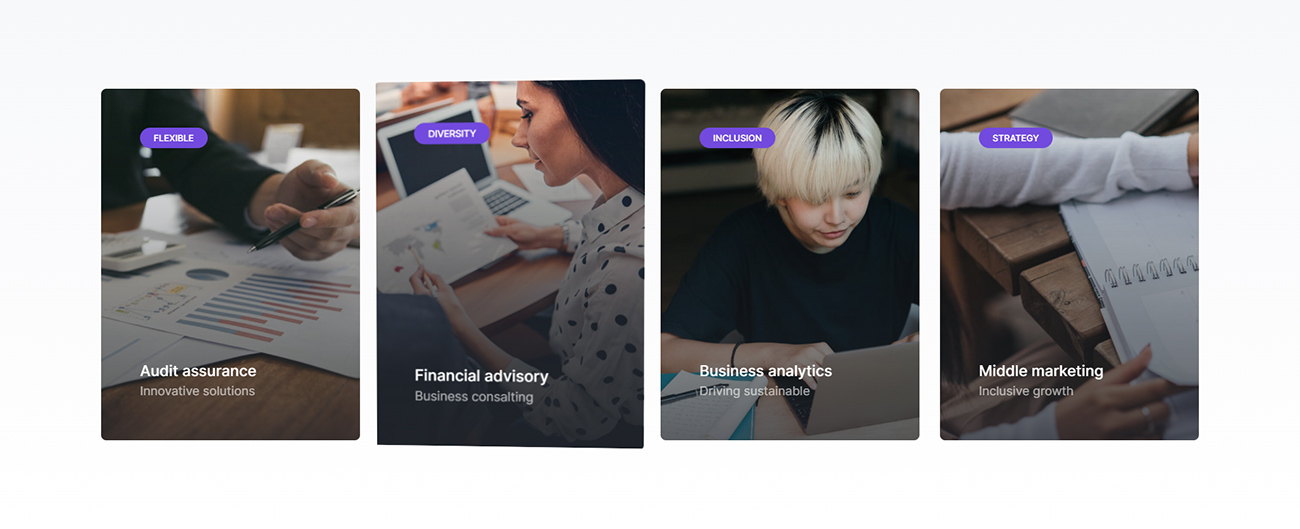 FLEXIBLE
Audit assurance
Innovative solutions
DIVERSITY
Financial advisory
Business consalting
INCLUSION
Business analytics
Driving sustainable
STRATEGY
Middle marketing
Inclusive growth